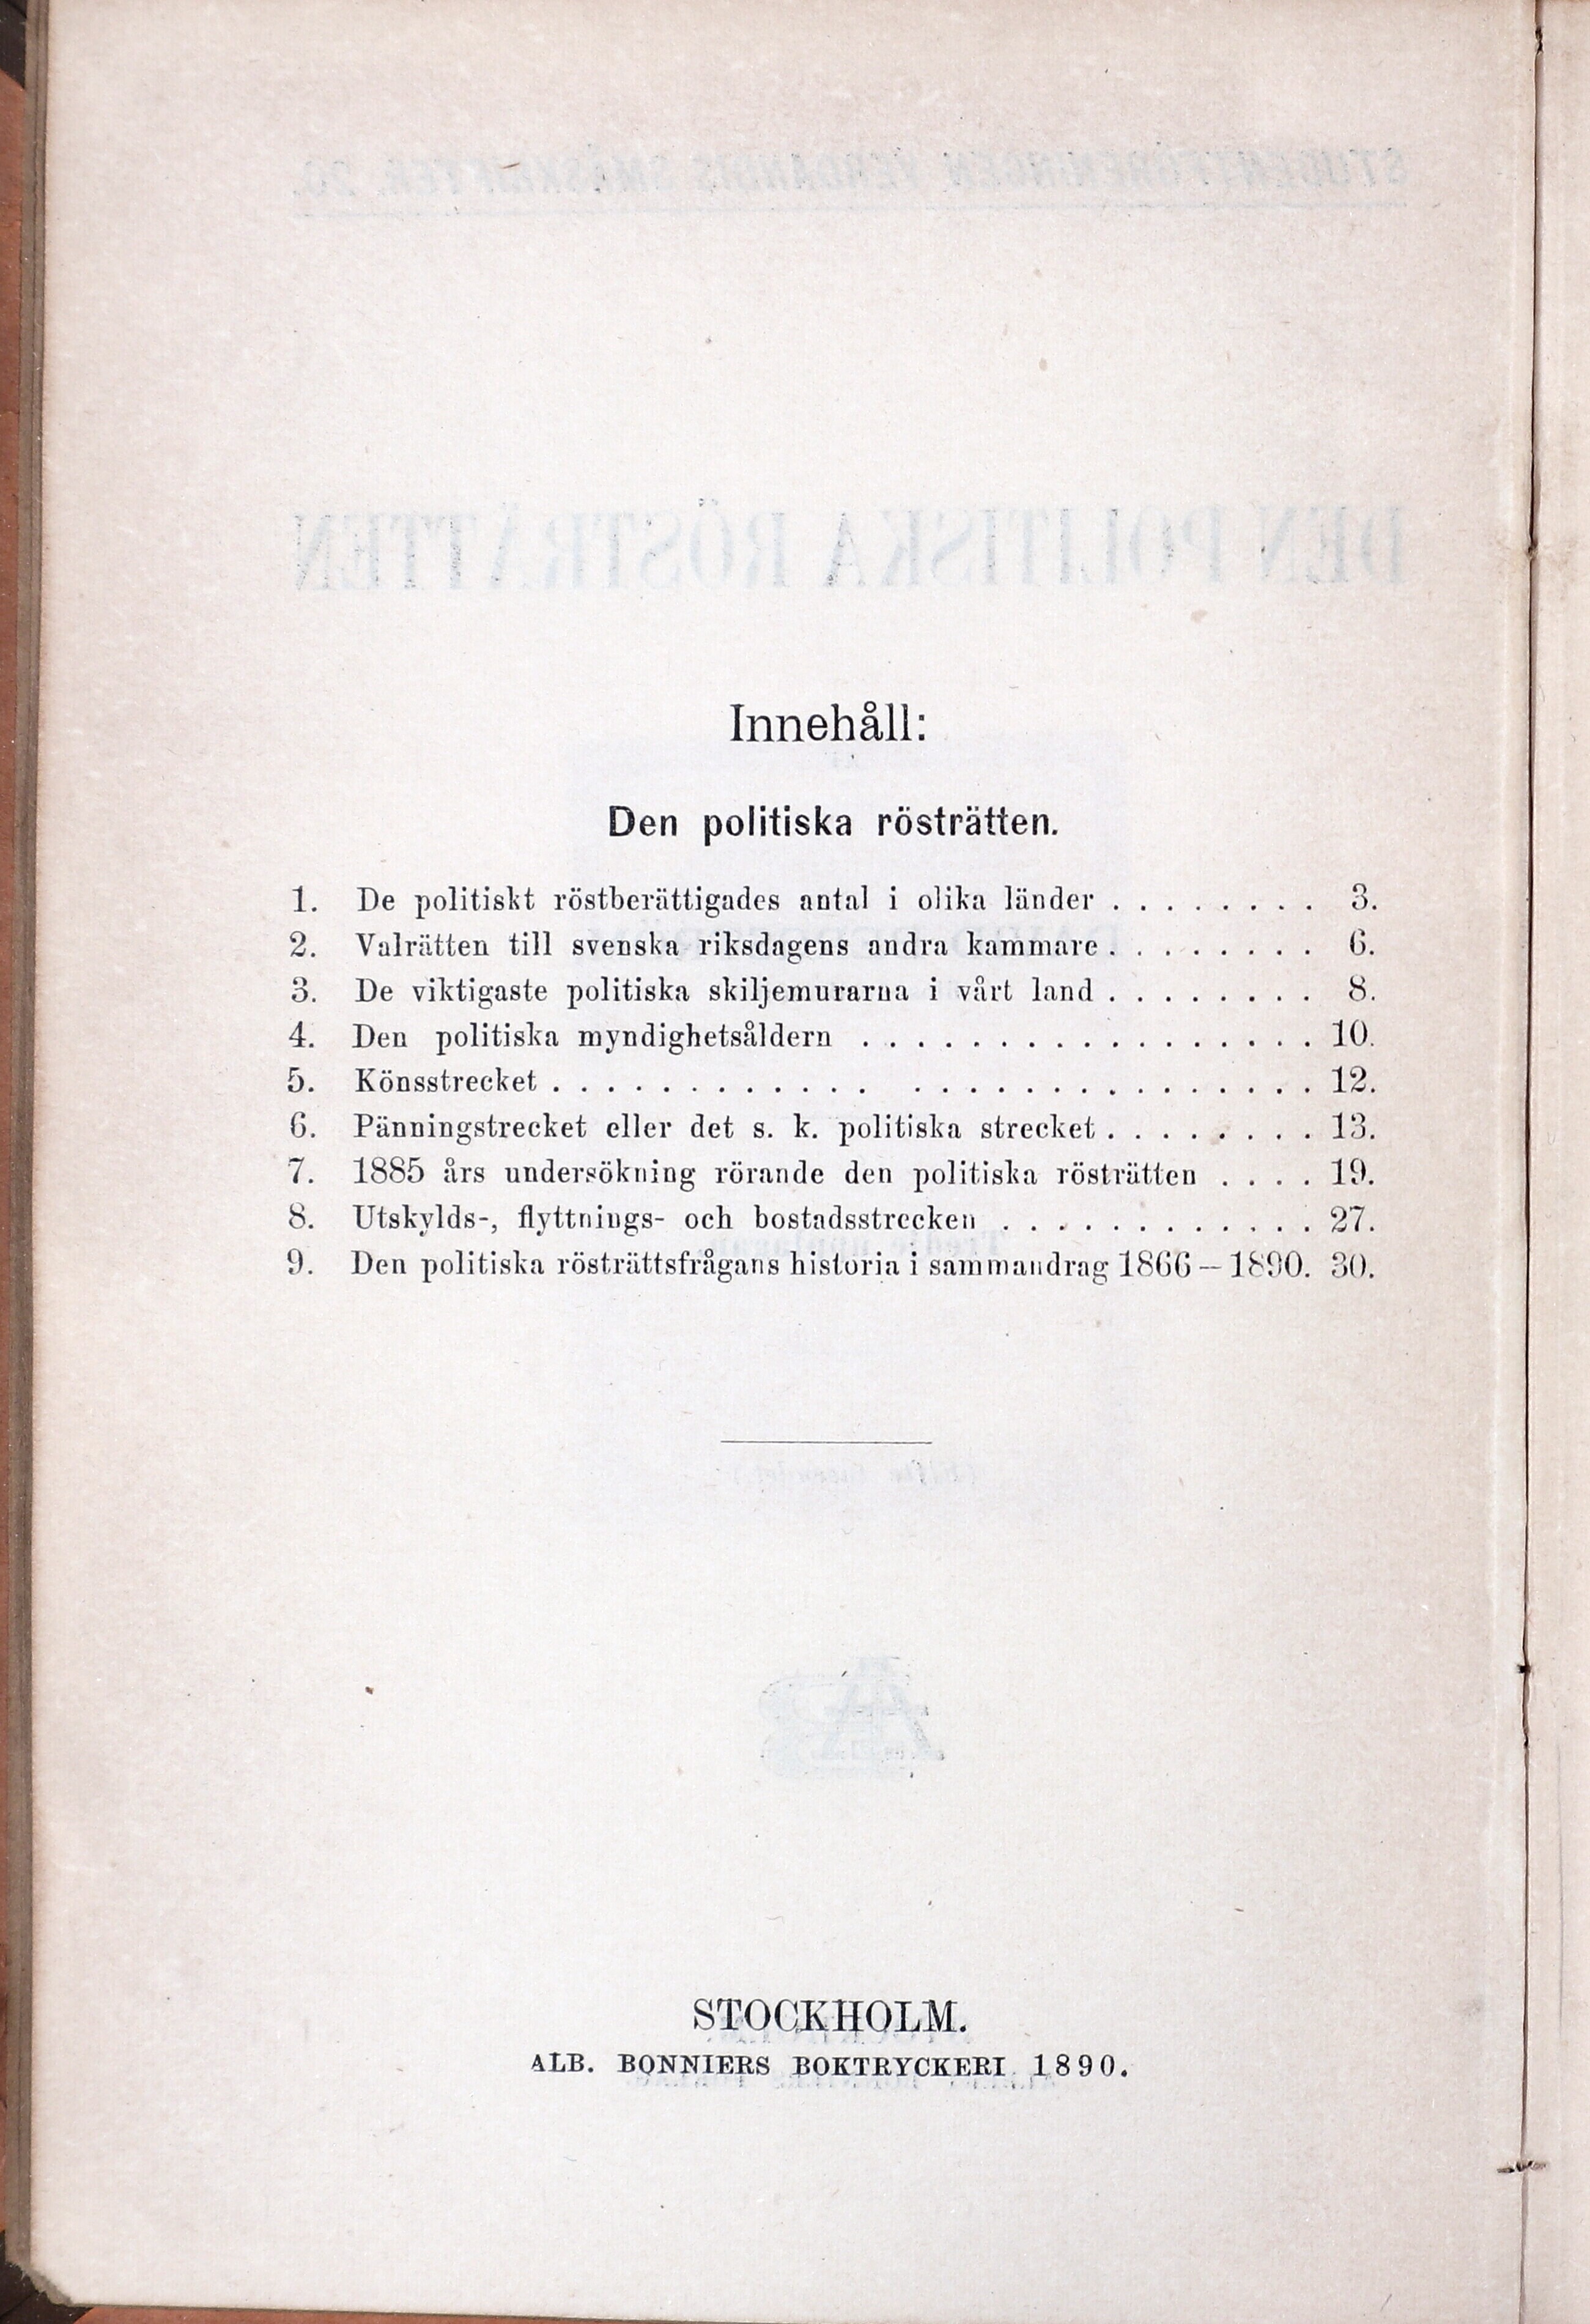 Innehåll:
Den politiska rösträtten.
1. De politiskt röstberättigades antal i olika länder . . . . . . . . 3.
2. Valrätten till svenska riksdagens andra kammare . . . . . . . . 6.
3. De viktigaste politiska skiljemurarna i vårt land . . . . . . . . 8.
4. Den politiska myndighetsåldern . . . . . . . . . . . . . . . . . 10.
5. Könsstrecket . . . . . . . . . . . . . . . . . . . . . . . . . . . 12.
6. Pänningstrecket eller det s. k. politiska strecket . . . . . . . . 13.
7. 1885 års undersökning rörande den politiska rösträtten . . . . 19.
8. Utskylds-, flyttnings- och bostadsstrecken . . . . . . . . . . . . 27.
9. Den politiska rösträttsfrågans historia i sammandrag 1866 – 1890. 30.
STOCKHOLM.
ALB. BONNIERS BOKTRYCKERI 1890.